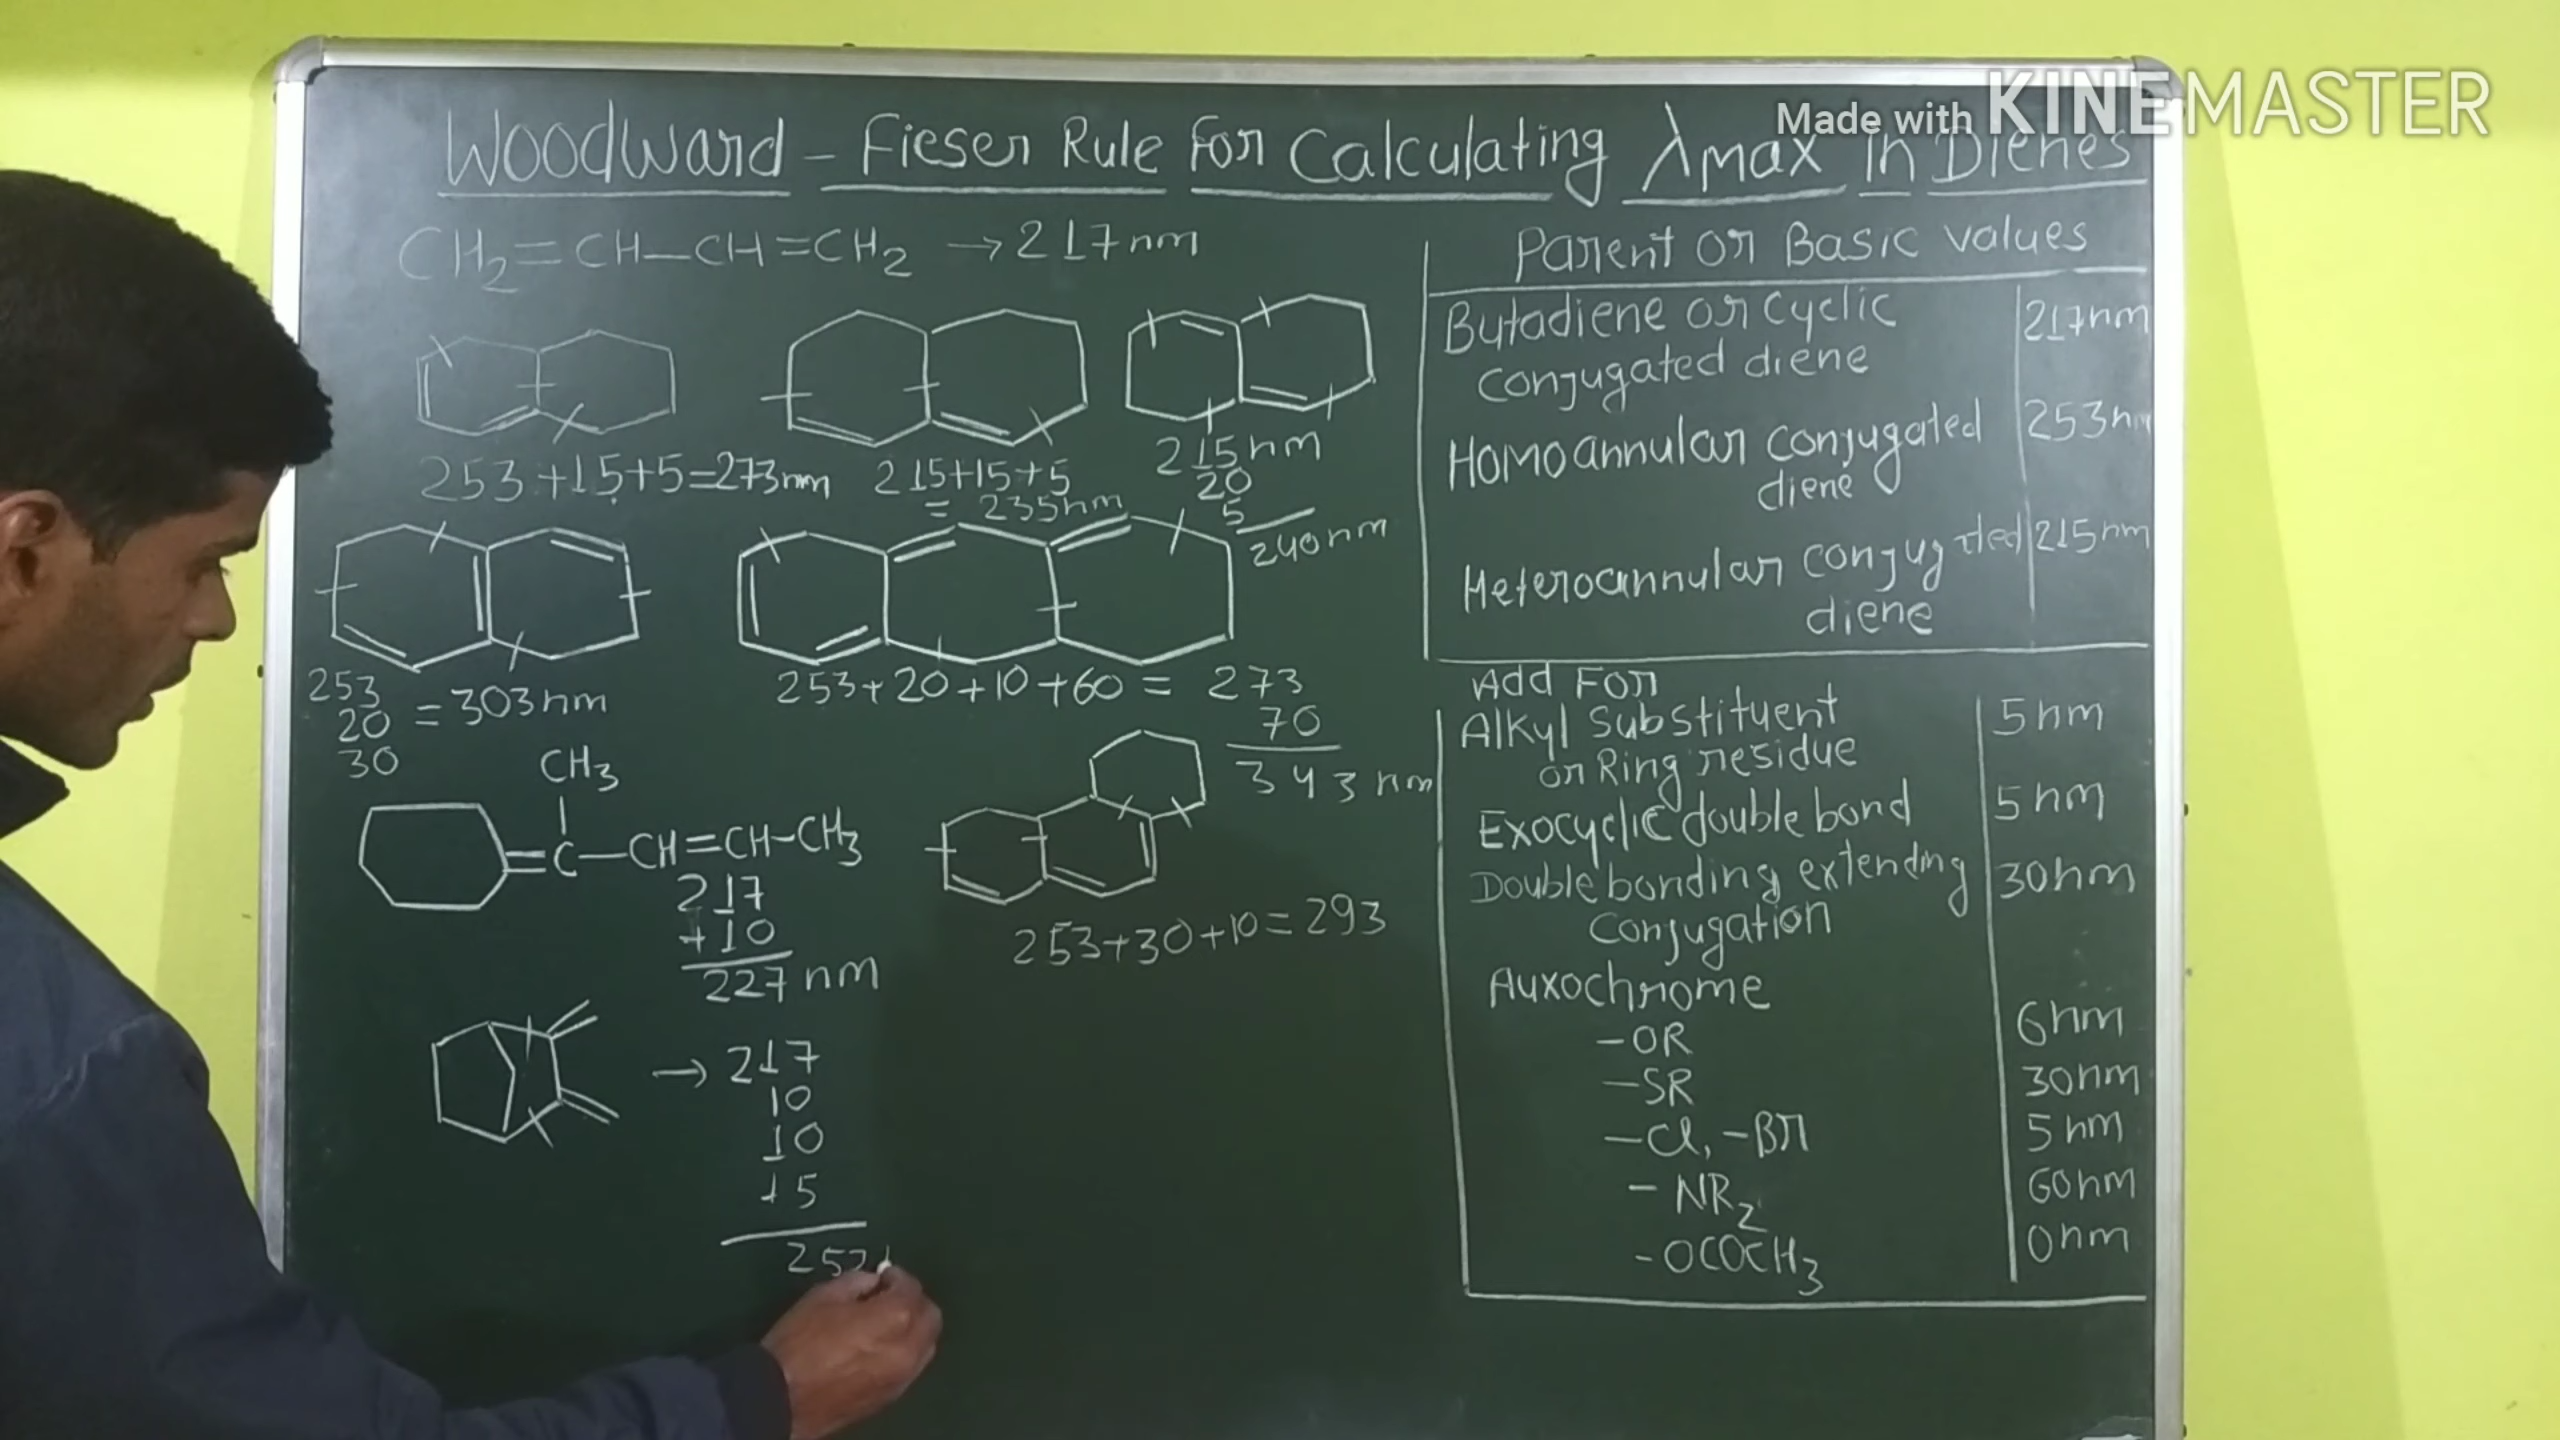 Made with KINEMASTER
Woodward - Fieser Rule For Calculating λmax in Dienes
CH2=CH—CH=CH2 → 217nm
253+15+5=273nm
215+15+5
= 235nm
215nm
20
5
240nm
253
20
30
= 303nm
253+20+10+60 = 273
70
343 nm
CH3
=C—CH=CH-CH3
217
+10
227nm
253+30+10=293
→ 217
10
10
+5
252
Parent or Basic values
Butadiene or cyclic 217nm
conjugated diene
Homoannular conjugated 253nm
diene
Heteroannular conjugated 215nm
diene
Add For
Alkyl Substituent 5nm
or Ring residue
Exocyclic double bond 5nm
Double bonding extending 30nm
Conjugation
Auxochrome
-OR 6nm
-SR 30nm
-Cl, -Br 5nm
- NR2 60nm
-OCOCH3 0nm